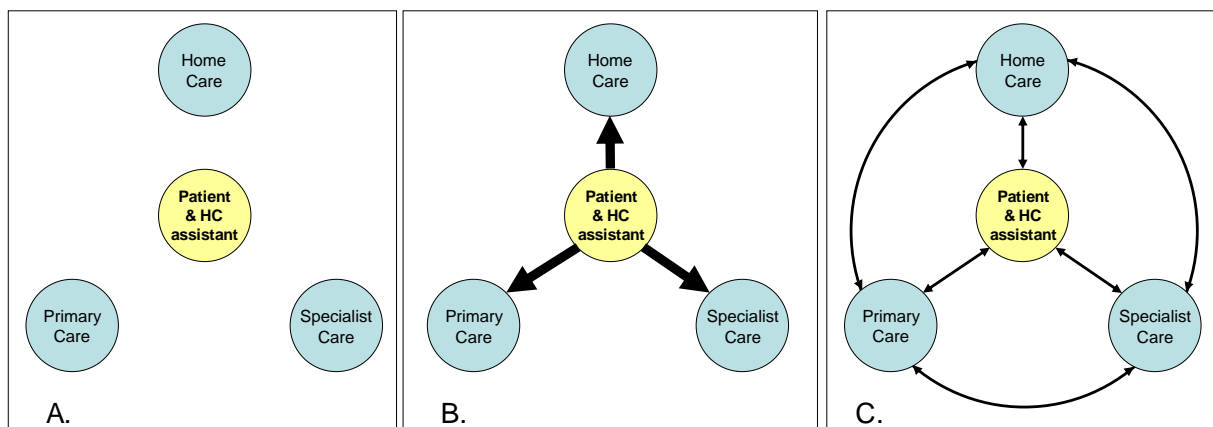 Home
Care
Patient
& HC
assistant
Primary
Care
Specialist
Care
A.
Home
Care
Patient
& HC
assistant
Primary
Care
Specialist
Care
B.
Home
Care
Patient
& HC
assistant
Primary
Care
Specialist
Care
C.